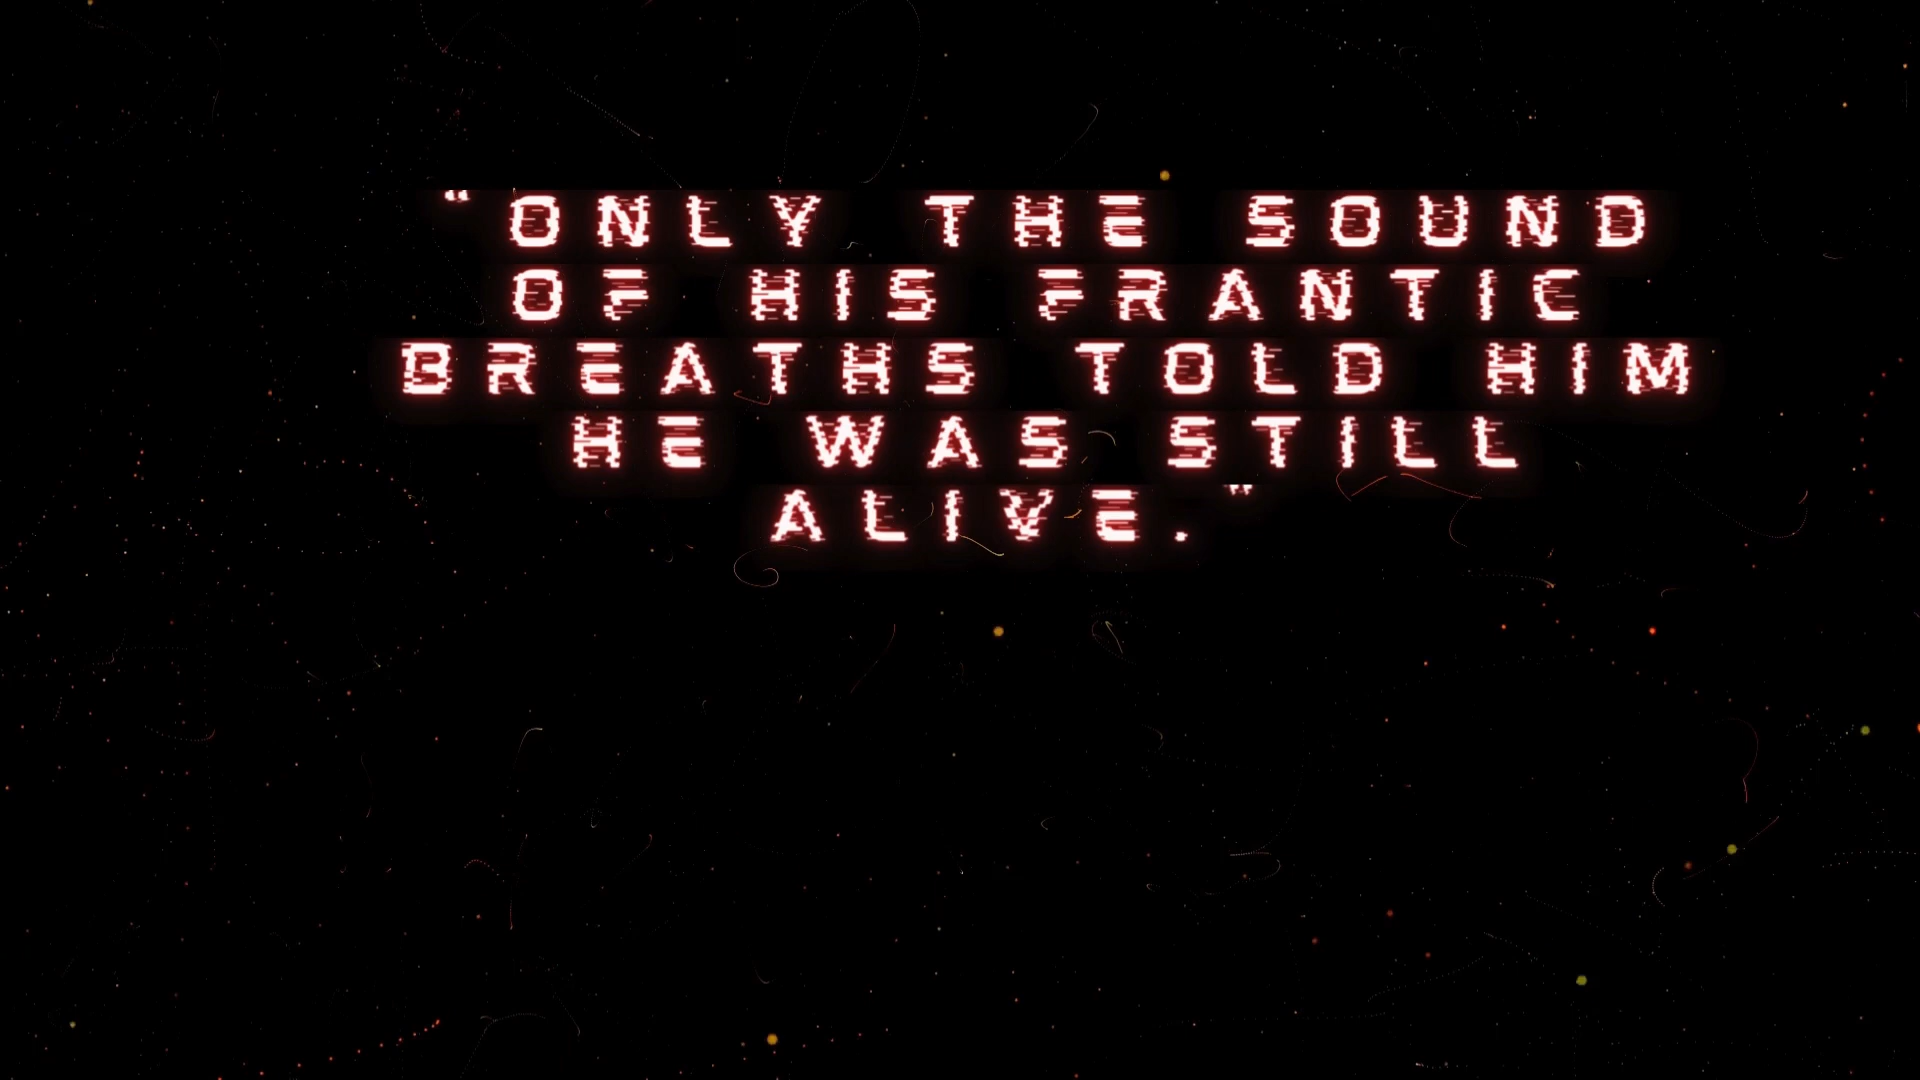 “ONLY THE SOUND
OF HIS FRANTIC
BREATHS TOLD HIM
HE WAS STILL
ALIVE."